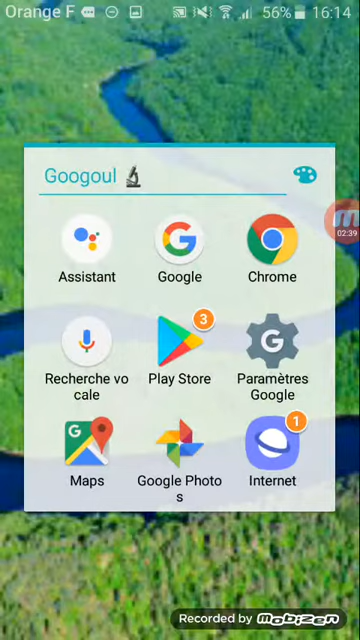 Orange F 56% 16:14
Googoul 🔬
02:39
Assistant Google Chrome
3
Recherche vo
cale
Play Store
Paramètres
Google
1
Maps
Google Photo
s
Internet
Recorded by mobizen